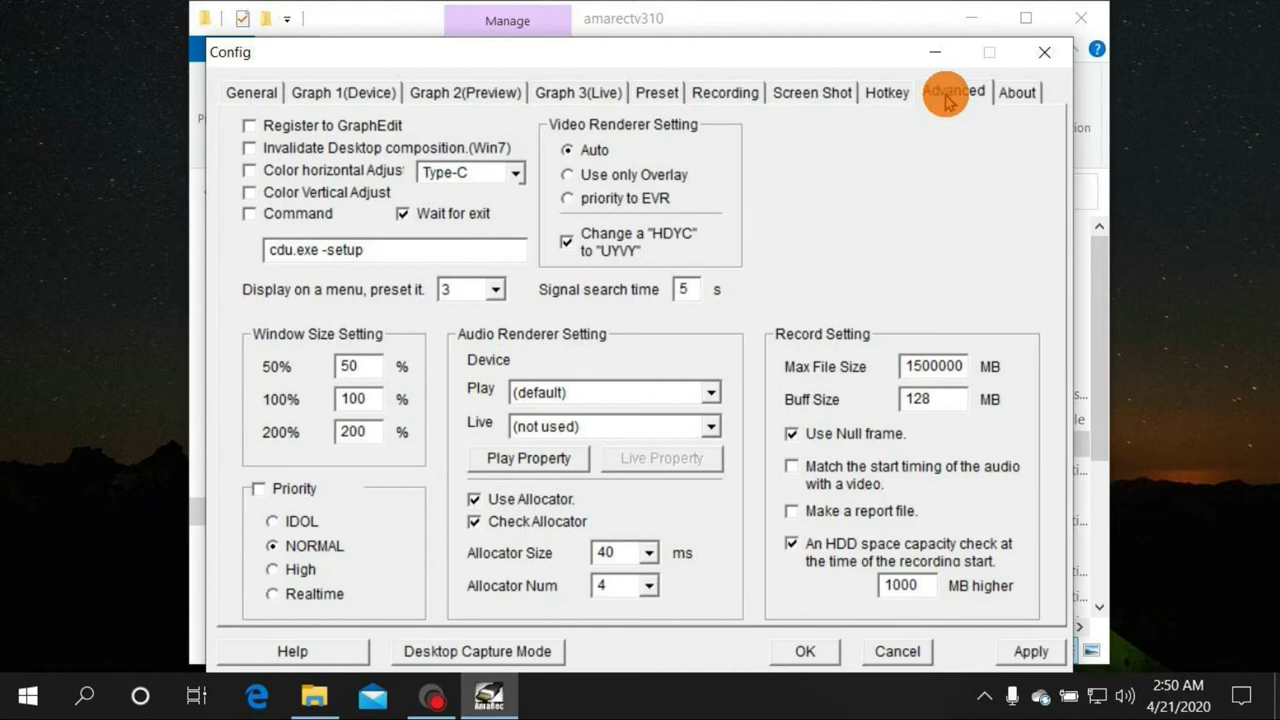 Manage
amarectv310
Config
General
Graph 1(Device)
Graph 2(Preview)
Graph 3(Live)
Preset
Recording
Screen Shot
Hotkey
Advanced
About
Register to GraphEdit
Invalidate Desktop composition.(Win7)
Color horizontal Adjus
Type-C
Color Vertical Adjust
Command
Wait for exit
cdu.exe -setup
Display on a menu, preset it.
3
Video Renderer Setting
Auto
Use only Overlay
priority to EVR
Change a "HDYC"
to "UYVY"
Signal search time
5
s
Window Size Setting
50%
50
%
100%
100
%
200%
200
%
Priority
IDOL
NORMAL
High
Realtime
Audio Renderer Setting
Device
Play
(default)
Live
(not used)
Play Property
Live Property
Use Allocator.
Check Allocator
Allocator Size
40
ms
Allocator Num
4
Record Setting
Max File Size
1500000
MB
Buff Size
128
MB
Use Null frame.
Match the start timing of the audio
with a video.
Make a report file.
An HDD space capacity check at
the time of the recording start.
1000
MB higher
Help
Desktop Capture Mode
OK
Cancel
Apply
AmaRec
2:50 AM
4/21/2020